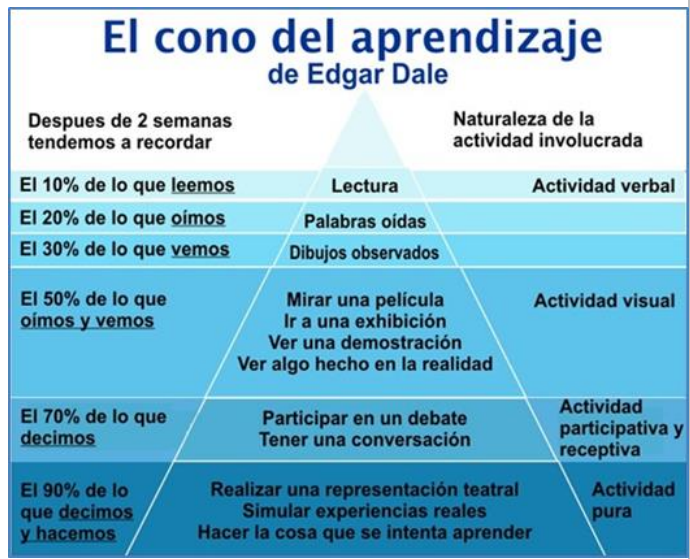 El cono del aprendizaje
de Edgar Dale
Despues de 2 semanas
tendemos a recordar
Naturaleza de la
actividad involucrada
El 10% de lo que leemos
Lectura
Actividad verbal
El 20% de lo que oímos
Palabras oídas
El 30% de lo que vemos
Dibujos observados
El 50% de lo que
oímos y vemos
Mirar una película
Ir a una exhibición
Ver una demostración
Ver algo hecho en la realidad
Actividad visual
El 70% de lo que
decimos
Participar en un debate
Tener una conversación
Actividad
participativa y
receptiva
El 90% de lo
que decimos
y hacemos
Realizar una representación teatral
Simular experiencias reales
Hacer la cosa que se intenta aprender
Actividad
pura